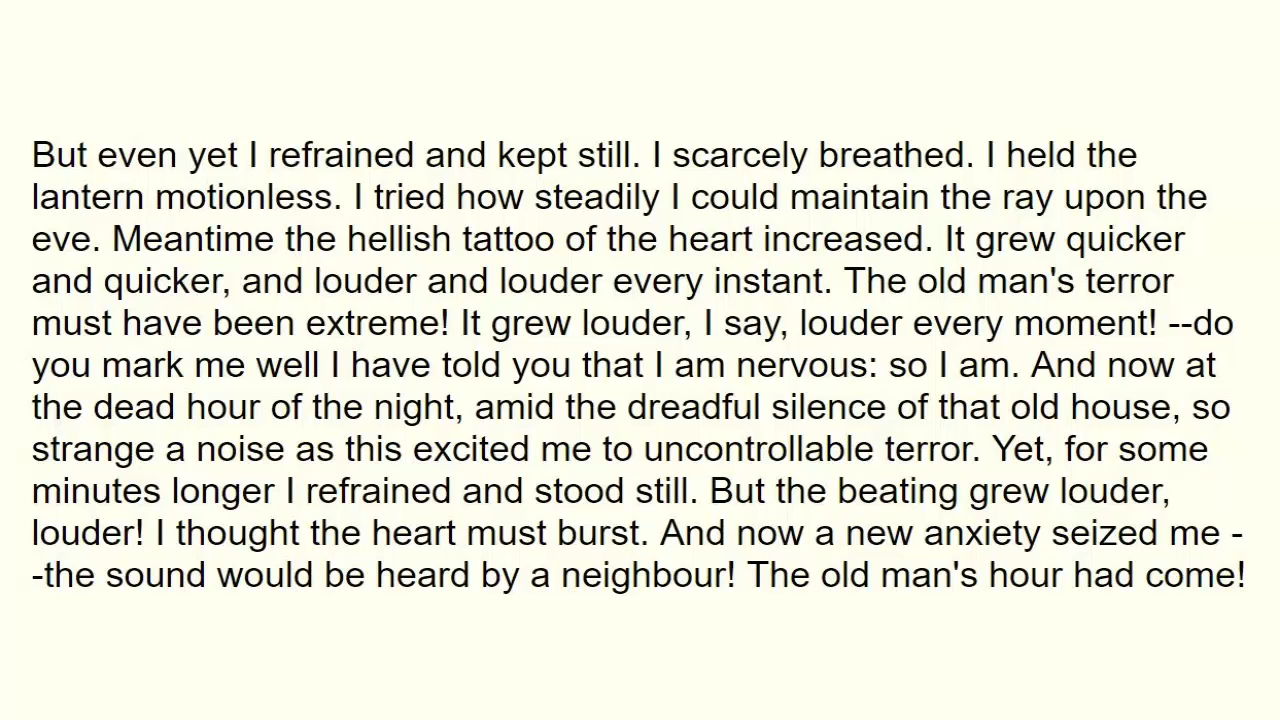 But even yet I refrained and kept still. I scarcely breathed. I held the
lantern motionless. I tried how steadily I could maintain the ray upon the
eve. Meantime the hellish tattoo of the heart increased. It grew quicker
and quicker, and louder and louder every instant. The old man's terror
must have been extreme! It grew louder, I say, louder every moment! --do
you mark me well I have told you that I am nervous: so I am. And now at
the dead hour of the night, amid the dreadful silence of that old house, so
strange a noise as this excited me to uncontrollable terror. Yet, for some
minutes longer I refrained and stood still. But the beating grew louder,
louder! I thought the heart must burst. And now a new anxiety seized me -
-the sound would be heard by a neighbour! The old man's hour had come!